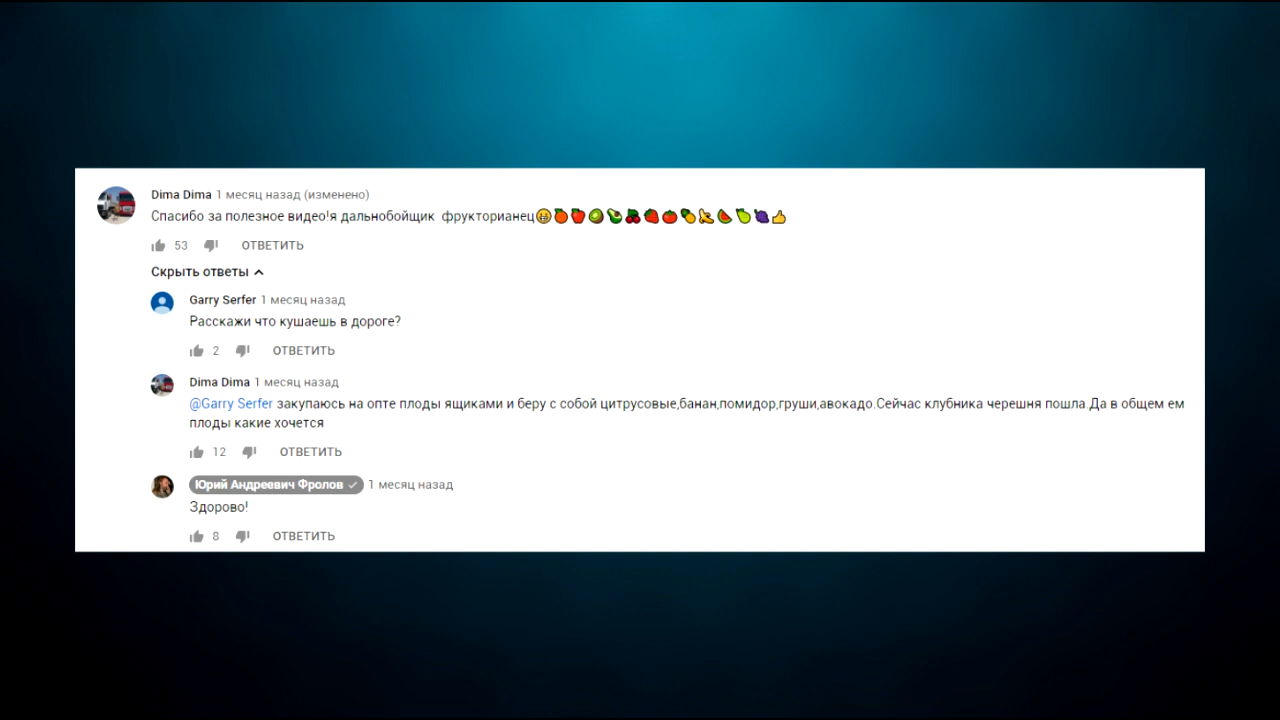 Dima Dima 1 месяц назад (изменено)
Спасибо за полезное видео!я дальнобойщик фрукторианец😁🍊🍎🥝🥑🍒🍓🍅🍍🍌🍉🍐🍇👍
53 ОТВЕТИТЬ
Скрыть ответы
Garry Serfer 1 месяц назад
Расскажи что кушаешь в дороге?
2 ОТВЕТИТЬ
Dima Dima 1 месяц назад
@Garry Serfer закупаюсь на опте плоды ящиками и беру с собой цитрусовые,банан,помидор,груши,авокадо.Сейчас клубника черешня пошла.Да в общем ем
плоды какие хочется
12 ОТВЕТИТЬ
Юрий Андреевич Фролов 1 месяц назад
Здорово!
8 ОТВЕТИТЬ